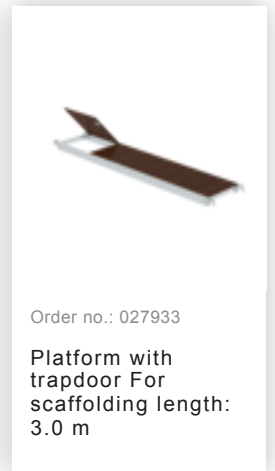 Order no.: 027933
Platform with
trapdoor For
scaffolding length:
3.0 m